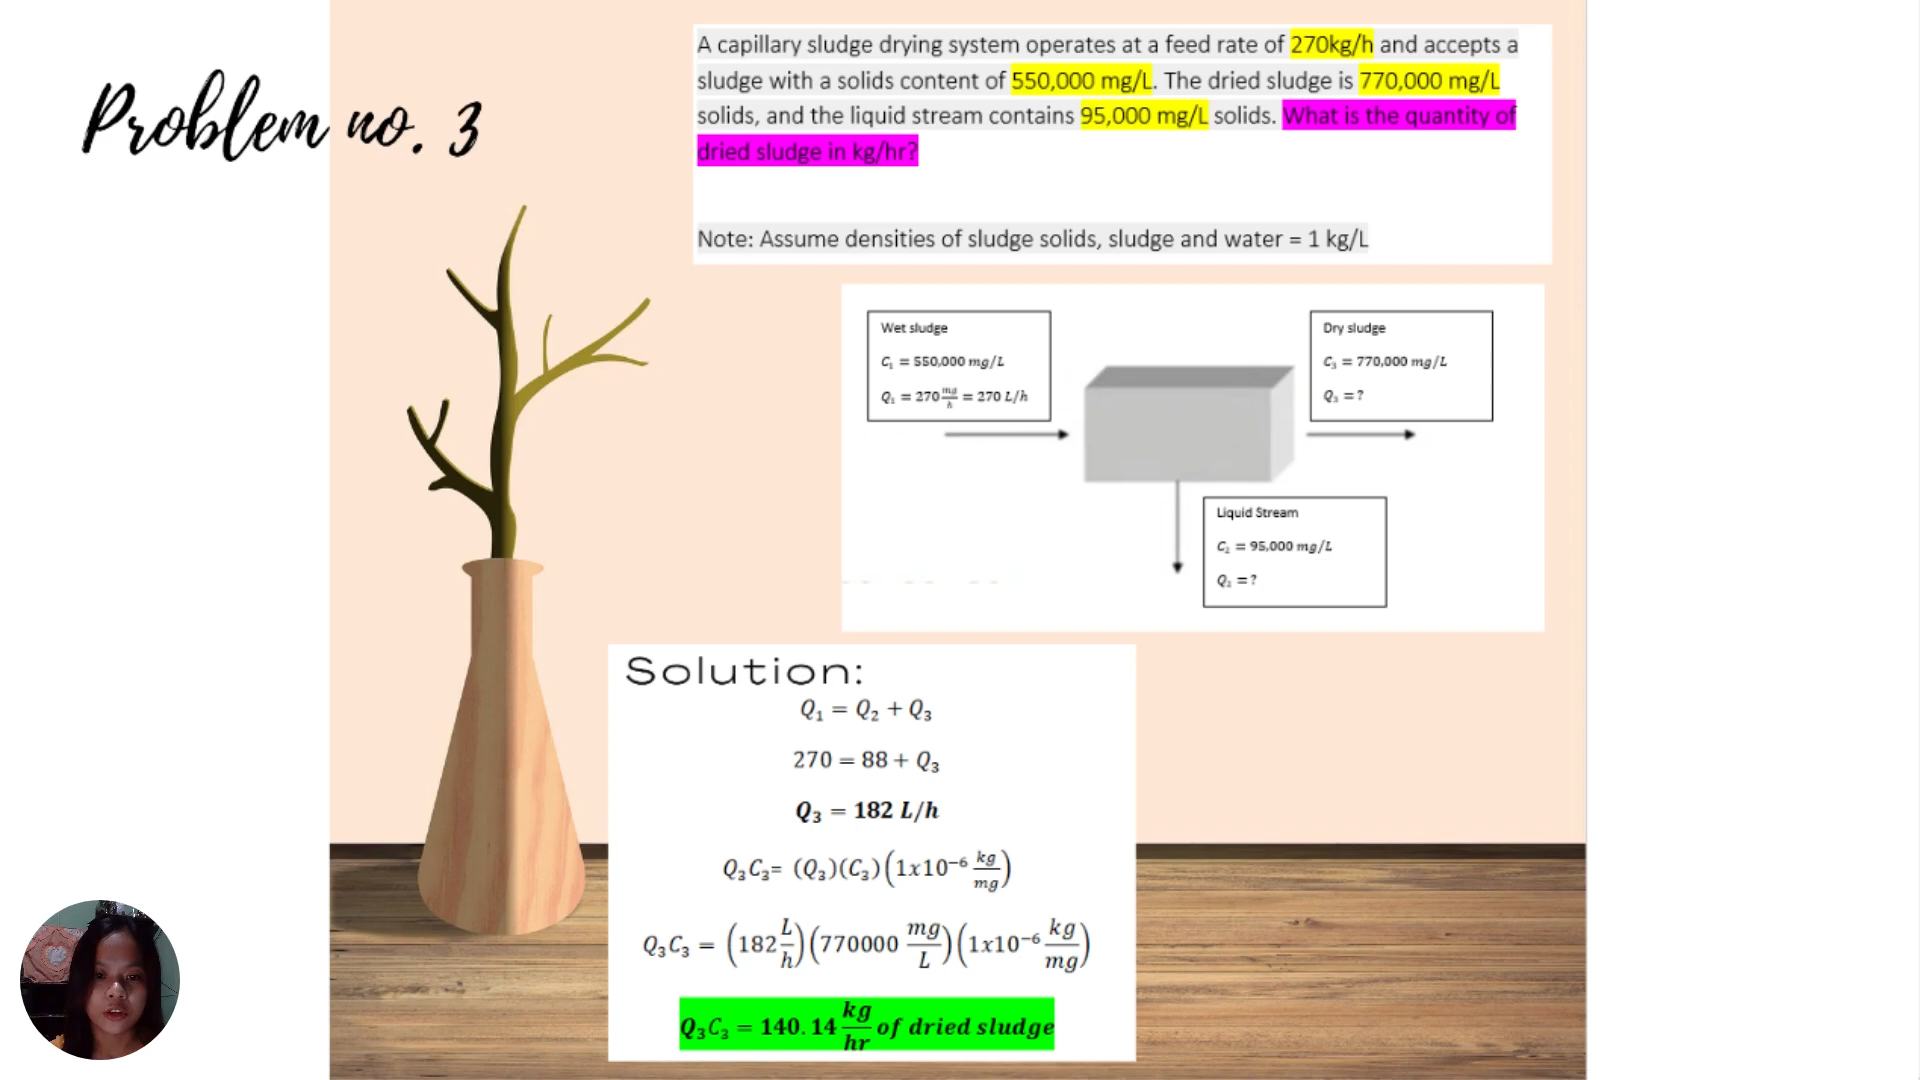 Problem no. 3
A capillary sludge drying system operates at a feed rate of 270kg/h and accepts a
sludge with a solids content of 550,000 mg/L. The dried sludge is 770,000 mg/L
solids, and the liquid stream contains 95,000 mg/L solids. What is the quantity of
dried sludge in kg/hr?
Note: Assume densities of sludge solids, sludge and water = 1 kg/L
Wet sludge
C₁ = 550,000 mg/L
Q₁ = 270 mg/h = 270 L/h
Dry sludge
C₃ = 770,000 mg/L
Q₃ = ?
Liquid Stream
C₂ = 95,000 mg/L
Q₂ = ?
Solution:
Q₁ = Q₂ + Q₃
270 = 88 + Q₃
Q₃ = 182 L/h
Q₃C₃= (Q₃)(C₃)(1x10⁻⁶ kg/mg)
Q₃C₃ = (182 L/h)(770000 mg/L)(1x10⁻⁶ kg/mg)
Q₃C₃ = 140.14 kg/hr of dried sludge